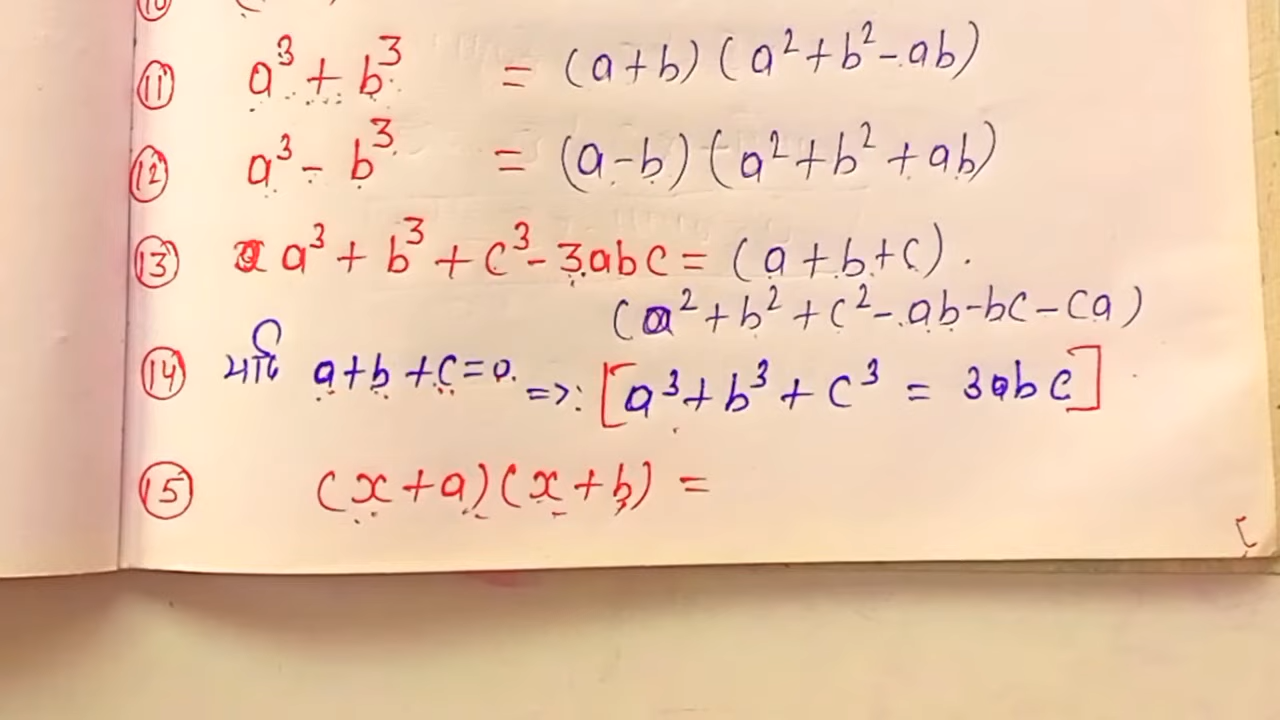 ⑪ a³ + b³ = (a+b) (a²+b²-ab)
⑫ a³ - b³ = (a-b) (a²+b²+ab)
⑬ a³ + b³ + c³ - 3abc = (a+b+c).
(a²+b²+c²-ab-bc-ca)
⑭ यदि a+b+c=0. =>: [a³+b³+c³ = 3abc]
⑮ (x+a)(x+b) =